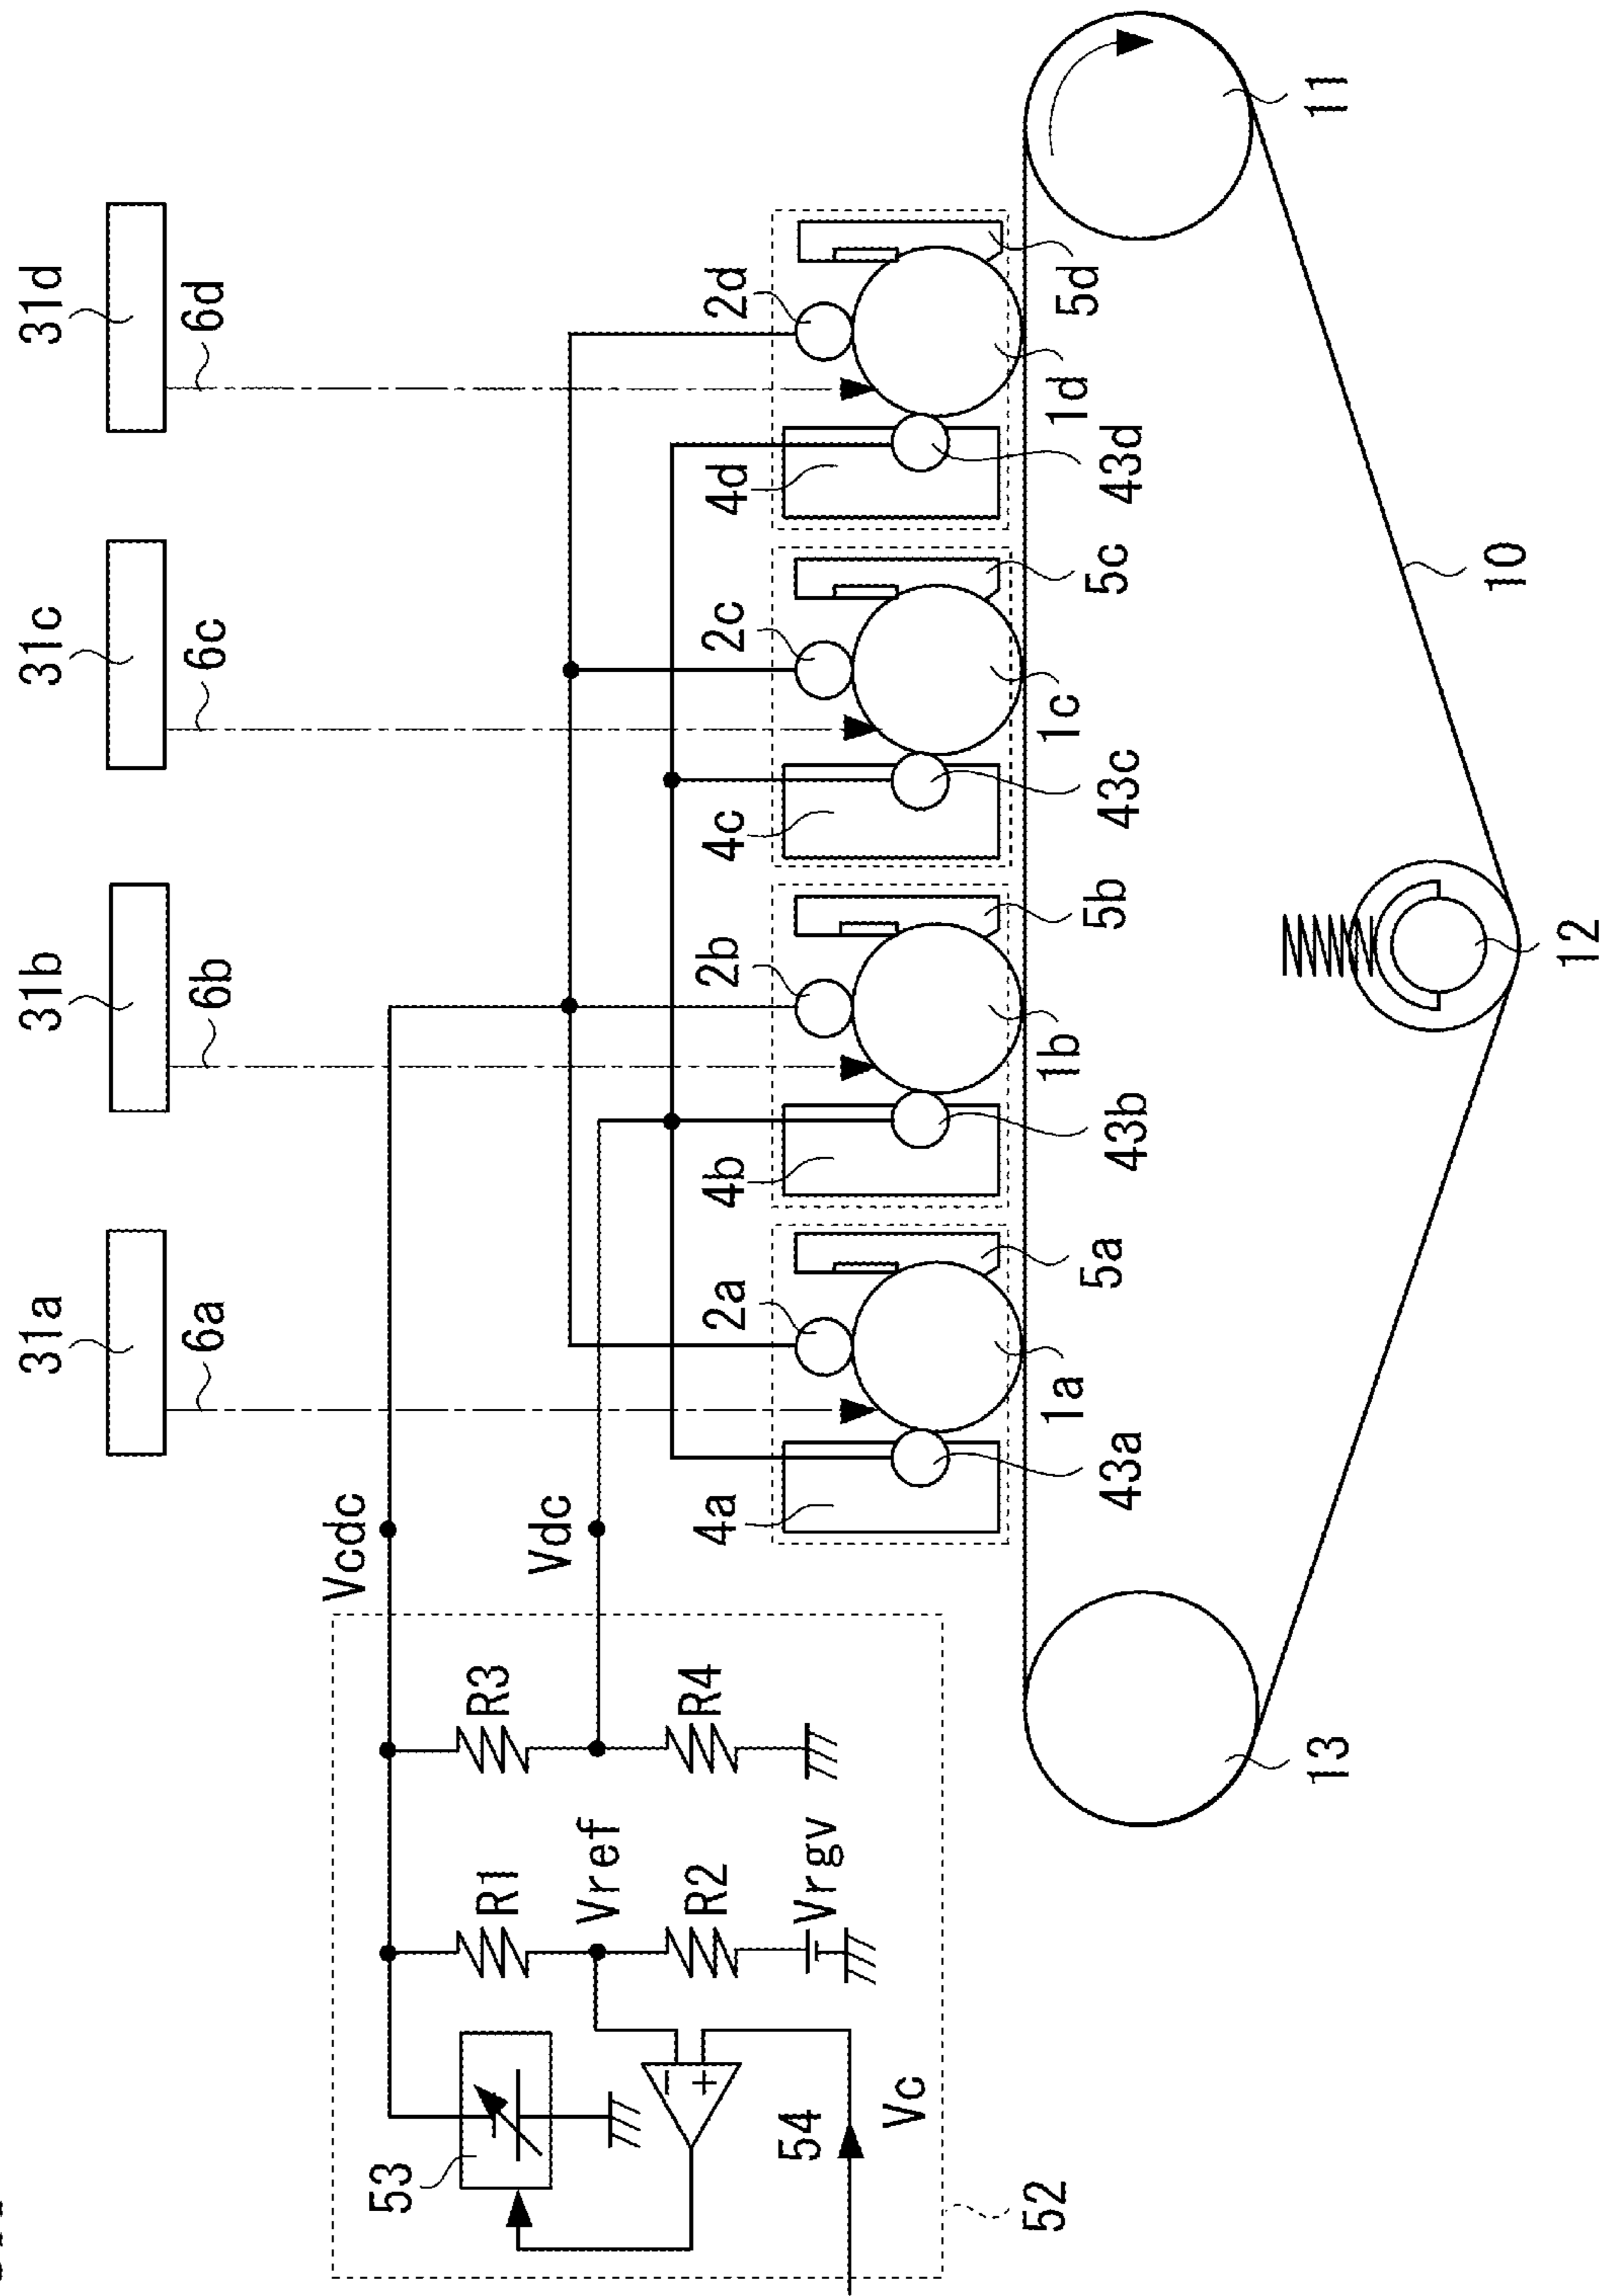 31a
31b
31c
31d
6a
6b
6c
6d
Vcdc
Vdc
53
R1
R3
Vref
R2
R4
Vrgv
54
Vc
52
2a
2b
2c
2d
4a
4b
4c
4d
5a
5b
5c
5d
1a
1b
1c
1d
43a
43b
43c
43d
13
12
10
11